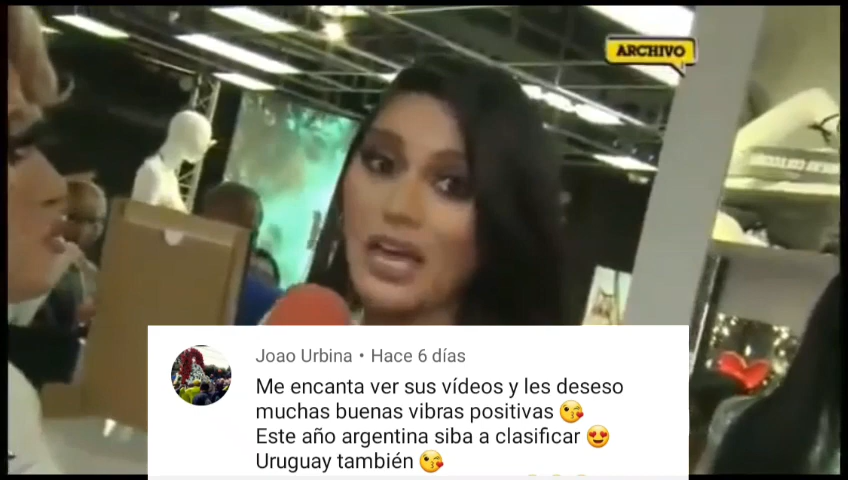 ARCHIVO
Joao Urbina • Hace 6 días
Me encanta ver sus vídeos y les deseso
muchas buenas vibras positivas 😘
Este año argentina siba a clasificar 😍
Uruguay también 😘